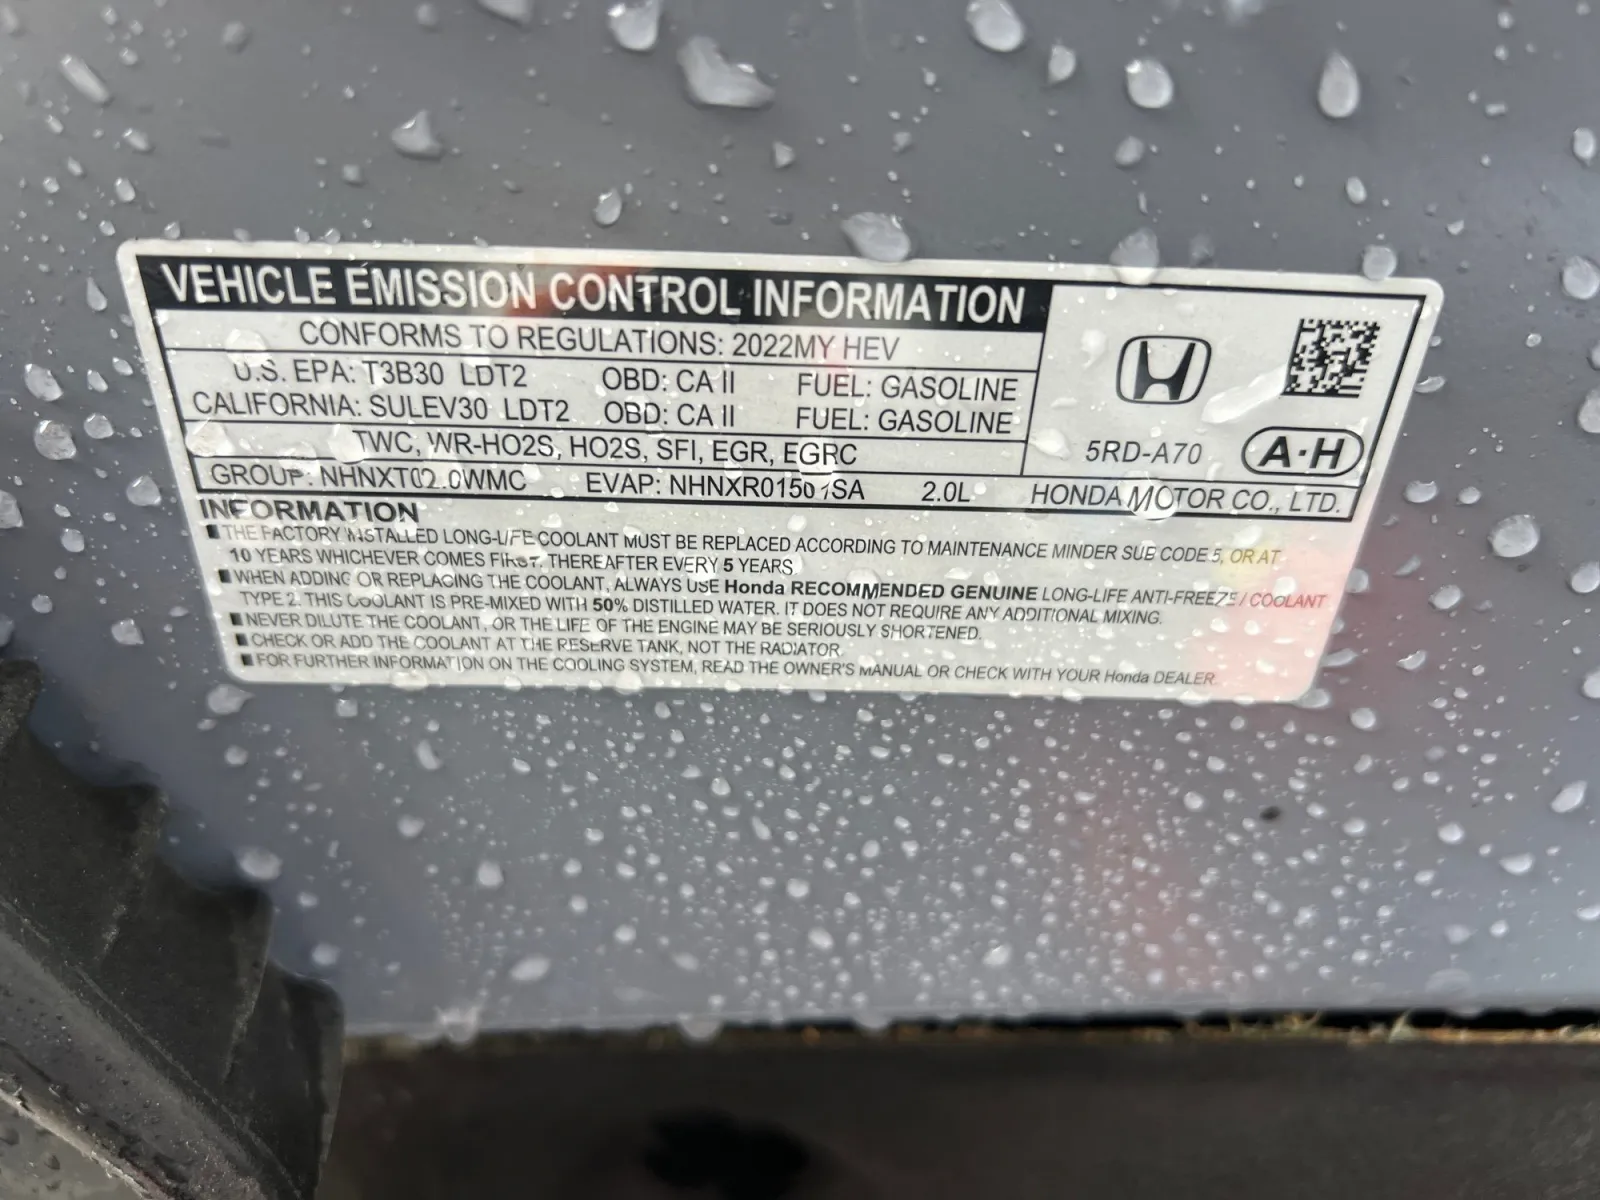 VEHICLE EMISSION CONTROL INFORMATION
CONFORMS TO REGULATIONS: 2022MY HEV
U.S. EPA: T3B30 LDT2 OBD: CA II FUEL: GASOLINE
CALIFORNIA: SULEV30 LDT2 OBD: CA II FUEL: GASOLINE
TWC, WR-HO2S, HO2S, SFI, EGR, EGRC
5RD-A70 A·H
GROUP: NHNXT02.0WMC EVAP: 2.0L HONDA MOTOR CO., LTD.
INFORMATION
■ THE FACTORY INSTALLED LONG-LIFE COOLANT MUST BE REPLACED ACCORDING TO MAINTENANCE MINDER SUB CODE 5, OR AT
10 YEARS WHICHEVER COMES FIRST. THEREAFTER EVERY 5 YEARS
■ WHEN ADDING OR REPLACING THE COOLANT, ALWAYS USE Honda RECOMMENDED GENUINE LONG-LIFE ANTI-FREEZE / COOLANT
TYPE 2. THIS COOLANT IS PRE-MIXED WITH 50% DISTILLED WATER. IT DOES NOT REQUIRE ANY ADDITIONAL MIXING.
■ NEVER DILUTE THE COOLANT, OR THE LIFE OF THE ENGINE MAY BE SERIOUSLY SHORTENED.
■ CHECK OR ADD THE COOLANT AT THE RESERVE TANK, NOT THE RADIATOR.
■ FOR FURTHER INFORMATION ON THE COOLING SYSTEM, READ THE OWNER'S MANUAL OR CHECK WITH YOUR Honda DEALER.